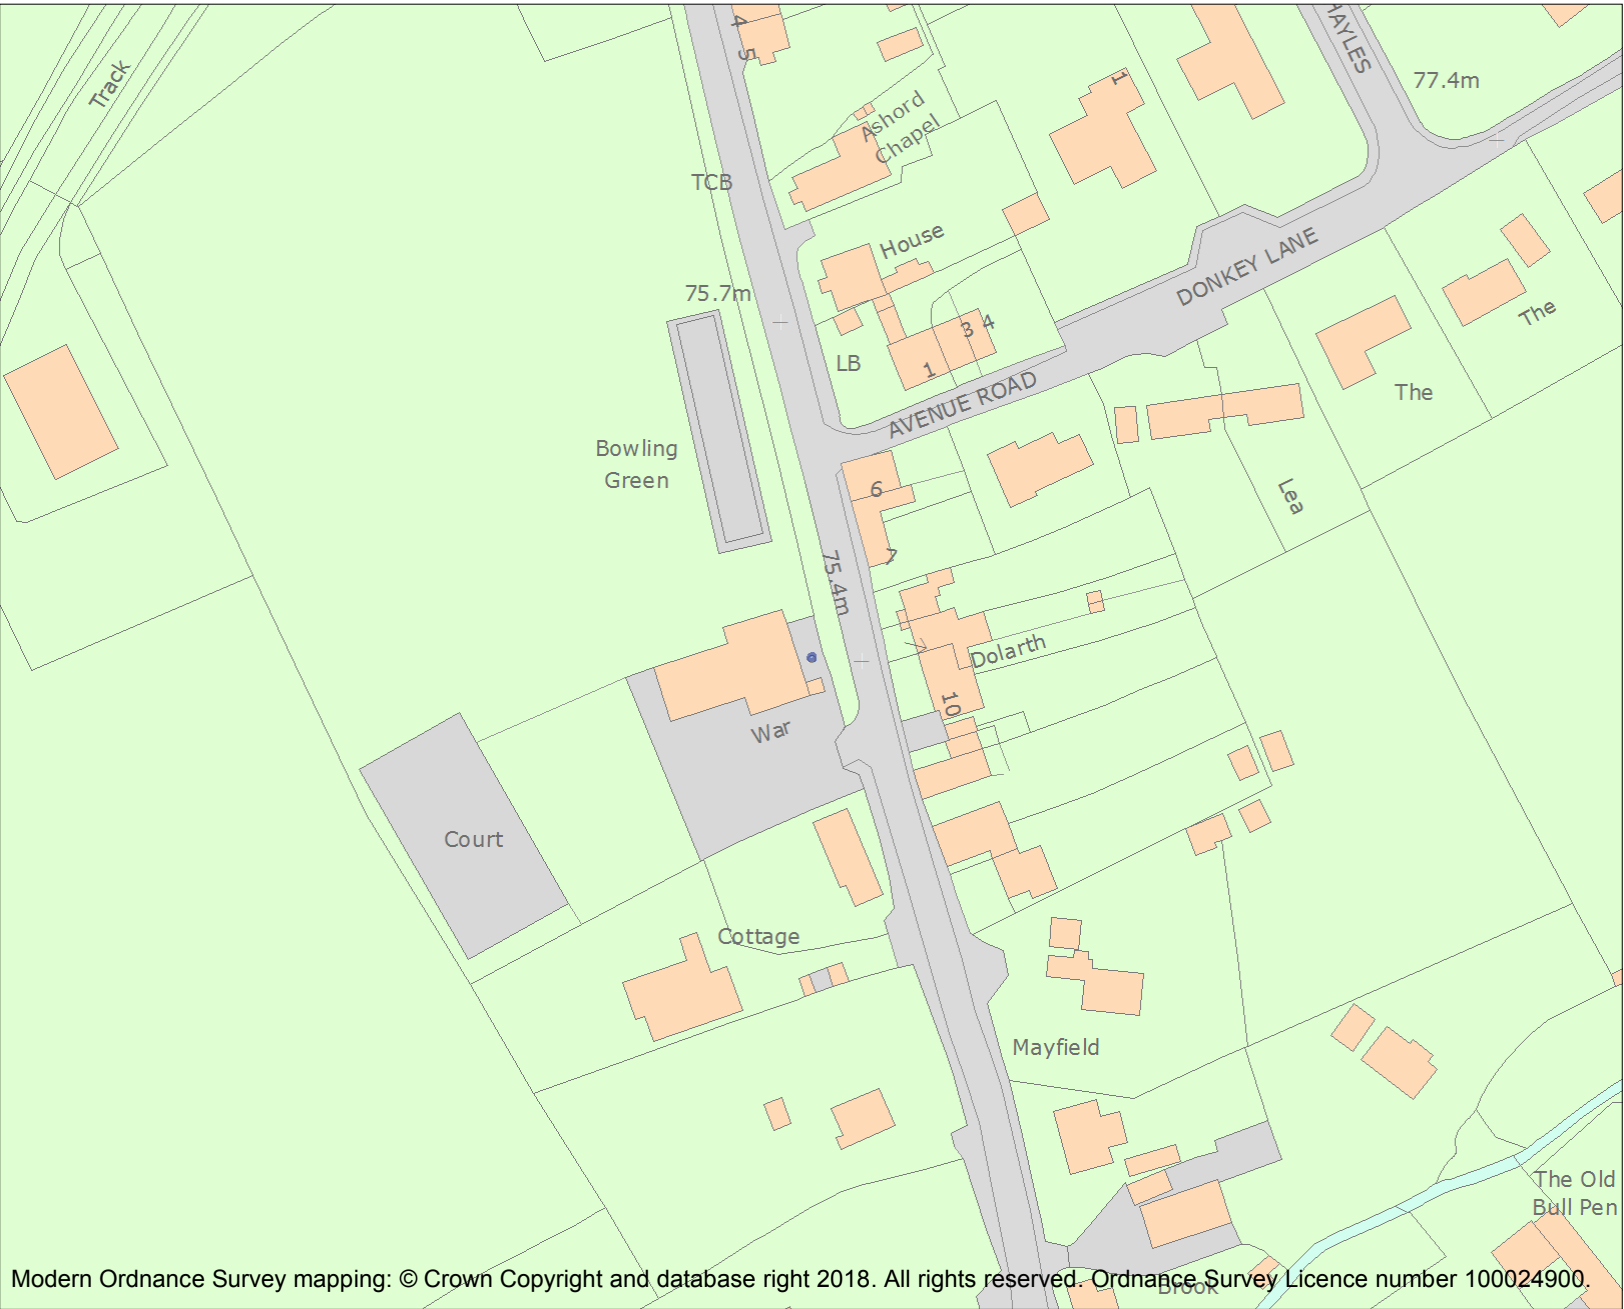 4
5
HAYLES
77.4m
Track
1
Ashord
Chapel
TCB
House
DONKEY LANE
75.7m
The
3 4
LB
1
The
AVENUE ROAD
Bowling
Green
6
Lea
7
75.4m
Dolarth
10
War
Court
Cottage
Mayfield
The Old
Bull Pen
Brook
Modern Ordnance Survey mapping: © Crown Copyright and database right 2018. All rights reserved. Ordnance Survey Licence number 100024900.